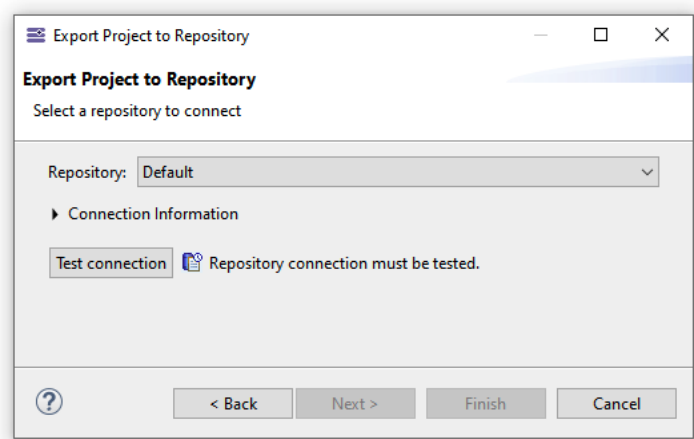 Export Project to Repository
Export Project to Repository
Select a repository to connect
Repository: Default
Connection Information
Test connection Repository connection must be tested.
? < Back Next > Finish Cancel